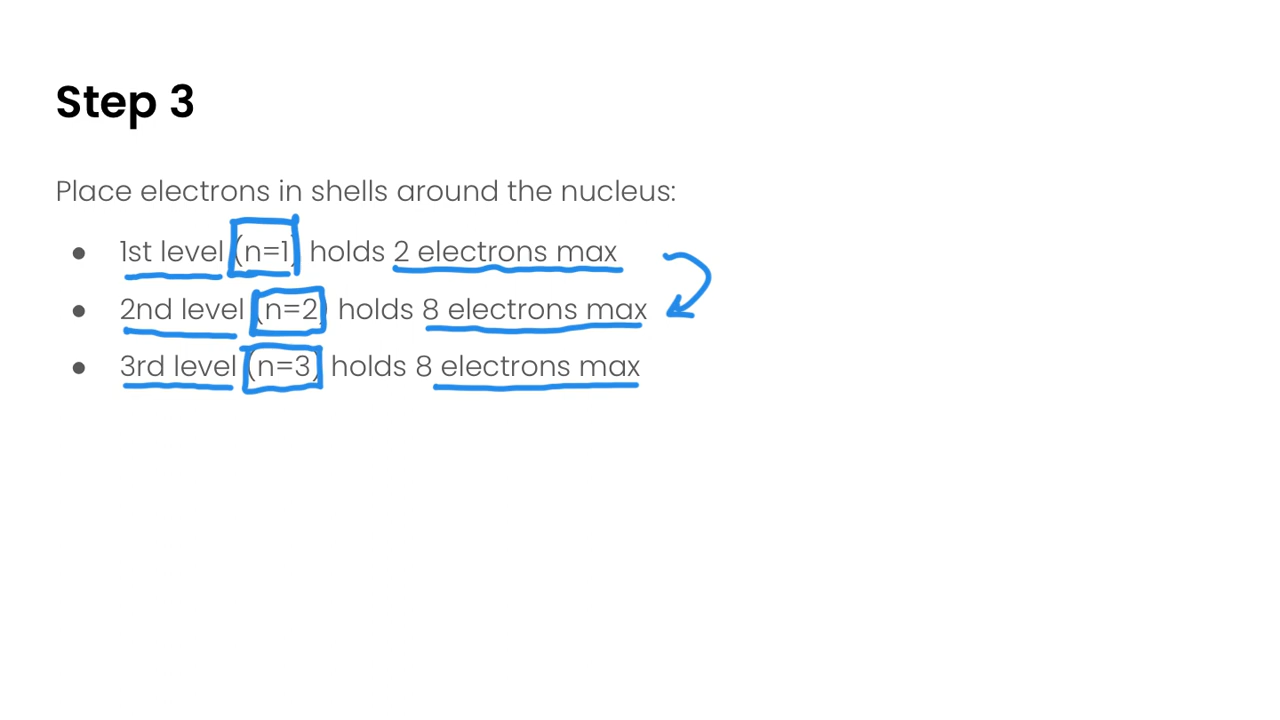 Step 3
Place electrons in shells around the nucleus:
● 1st level (n=1) holds 2 electrons max
● 2nd level (n=2) holds 8 electrons max
● 3rd level (n=3) holds 8 electrons max